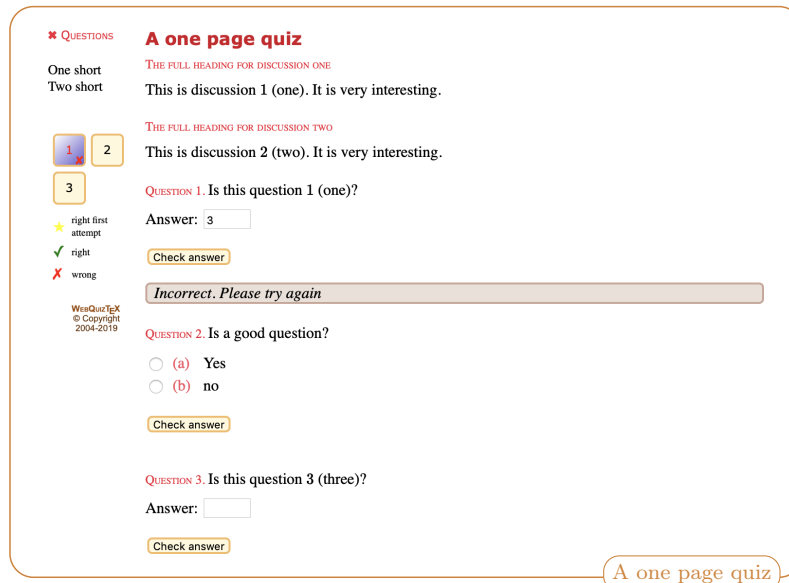 ✖ QUESTIONS
One short
Two short
1 ✘ 2
3
right first
attempt
right
wrong
WEBQUIZTEX
© Copyright
2004-2019
A one page quiz
THE FULL HEADING FOR DISCUSSION ONE
This is discussion 1 (one). It is very interesting.
THE FULL HEADING FOR DISCUSSION TWO
This is discussion 2 (two). It is very interesting.
QUESTION 1. Is this question 1 (one)?
Answer: 3
Check answer
Incorrect. Please try again
QUESTION 2. Is a good question?
(a) Yes
(b) no
Check answer
QUESTION 3. Is this question 3 (three)?
Answer:
Check answer
A one page quiz